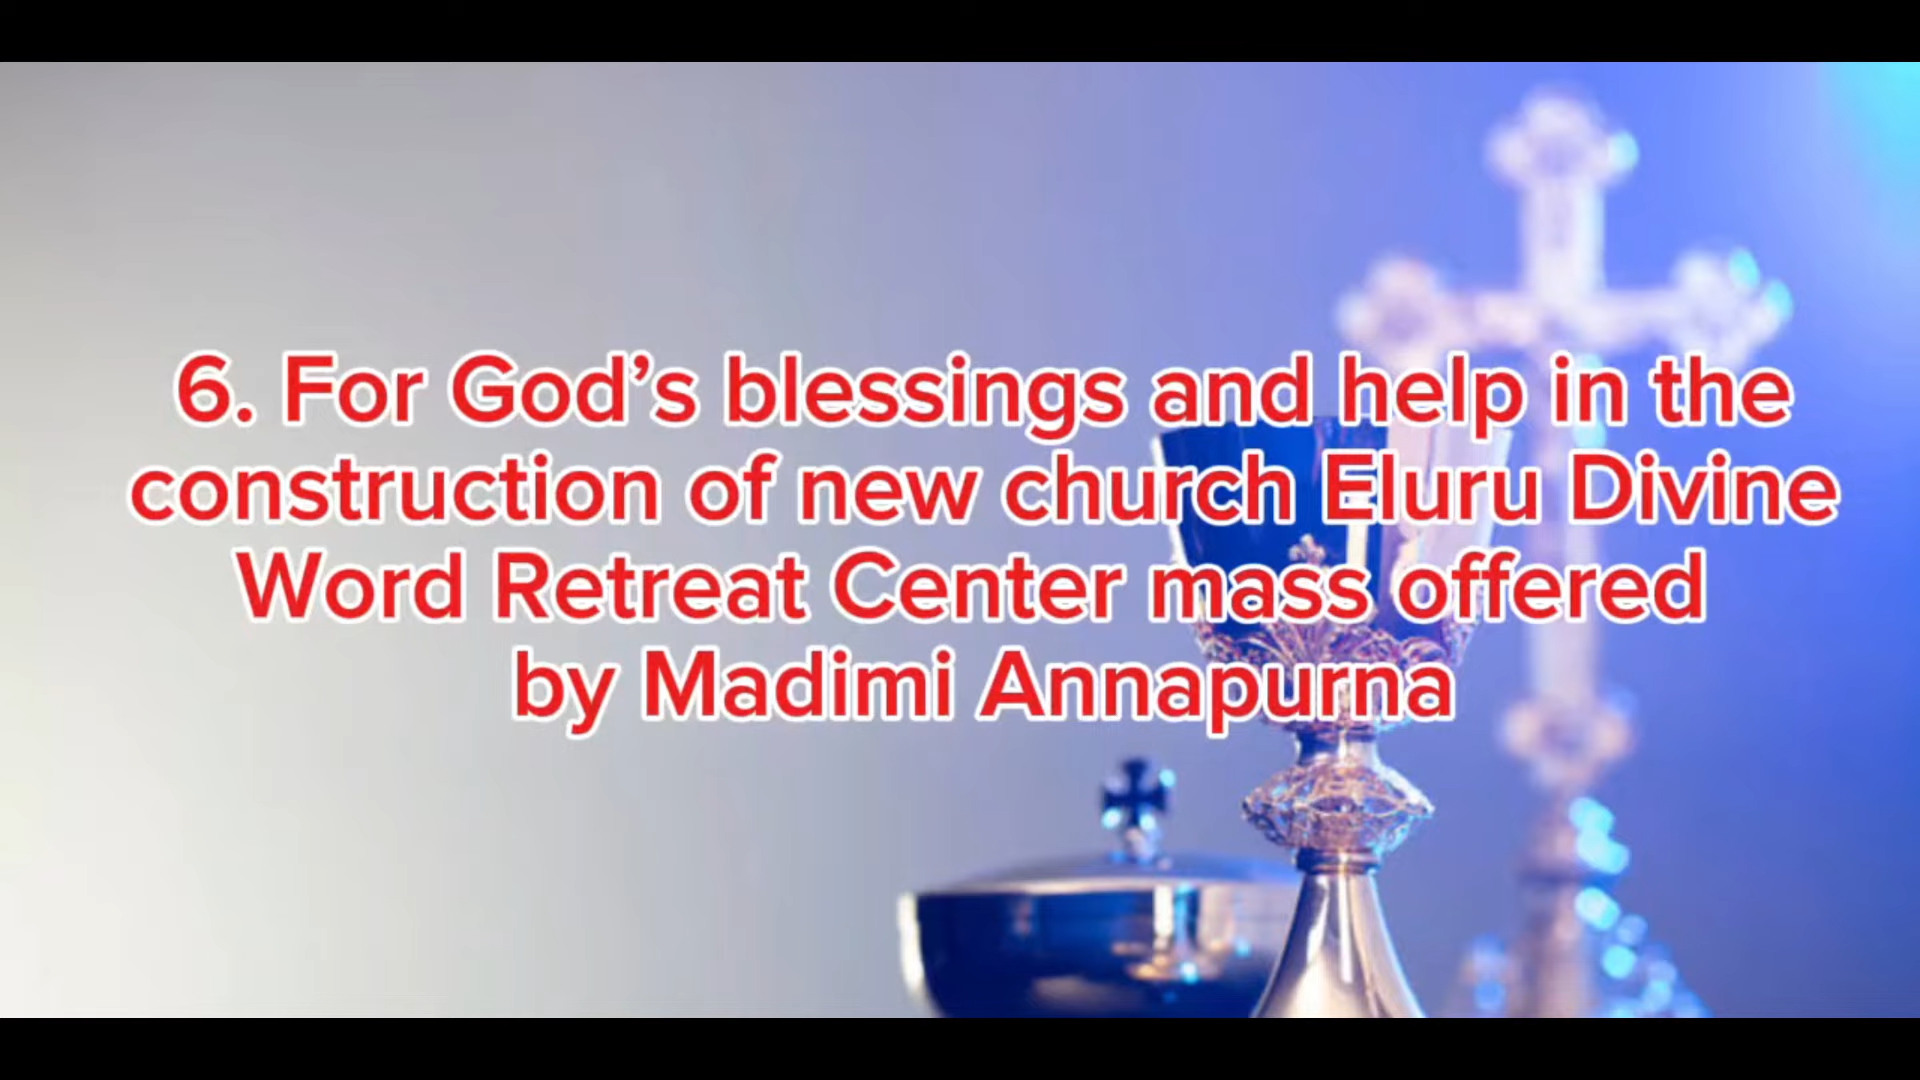 6. For God’s blessings and help in the
construction of new church Eluru Divine
Word Retreat Center mass offered
by Madimi Annapurna